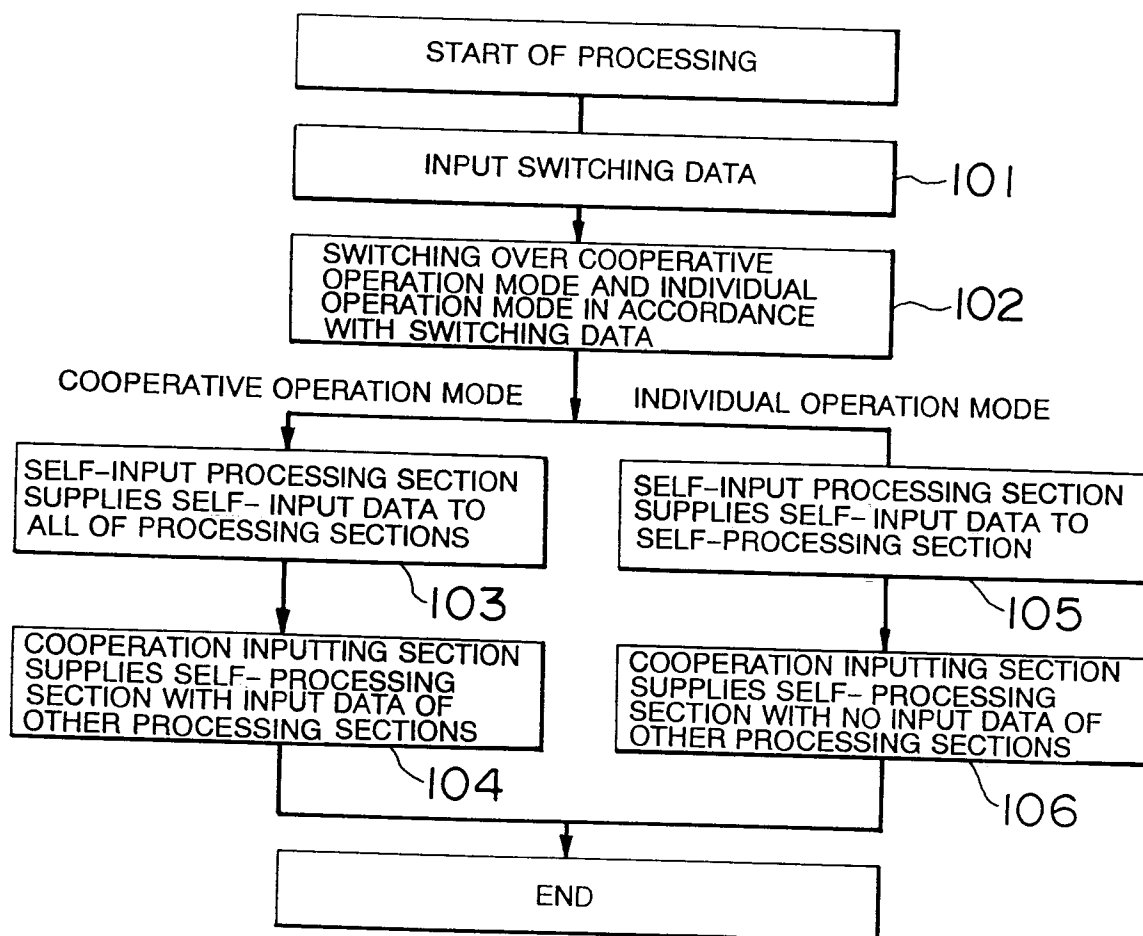 START OF PROCESSING
INPUT SWITCHING DATA
101
SWITCHING OVER COOPERATIVE
OPERATION MODE AND INDIVIDUAL
OPERATION MODE IN ACCORDANCE
WITH SWITCHING DATA
102
COOPERATIVE OPERATION MODE
INDIVIDUAL OPERATION MODE
SELF-INPUT PROCESSING SECTION
SUPPLIES SELF-INPUT DATA TO
ALL OF PROCESSING SECTIONS
103
SELF-INPUT PROCESSING SECTION
SUPPLIES SELF-INPUT DATA TO
SELF-PROCESSING SECTION
105
COOPERATION INPUTTING SECTION
SUPPLIES SELF-PROCESSING
SECTION WITH INPUT DATA OF
OTHER PROCESSING SECTIONS
104
COOPERATION INPUTTING SECTION
SUPPLIES SELF-PROCESSING
SECTION WITH NO INPUT DATA OF
OTHER PROCESSING SECTIONS
106
END